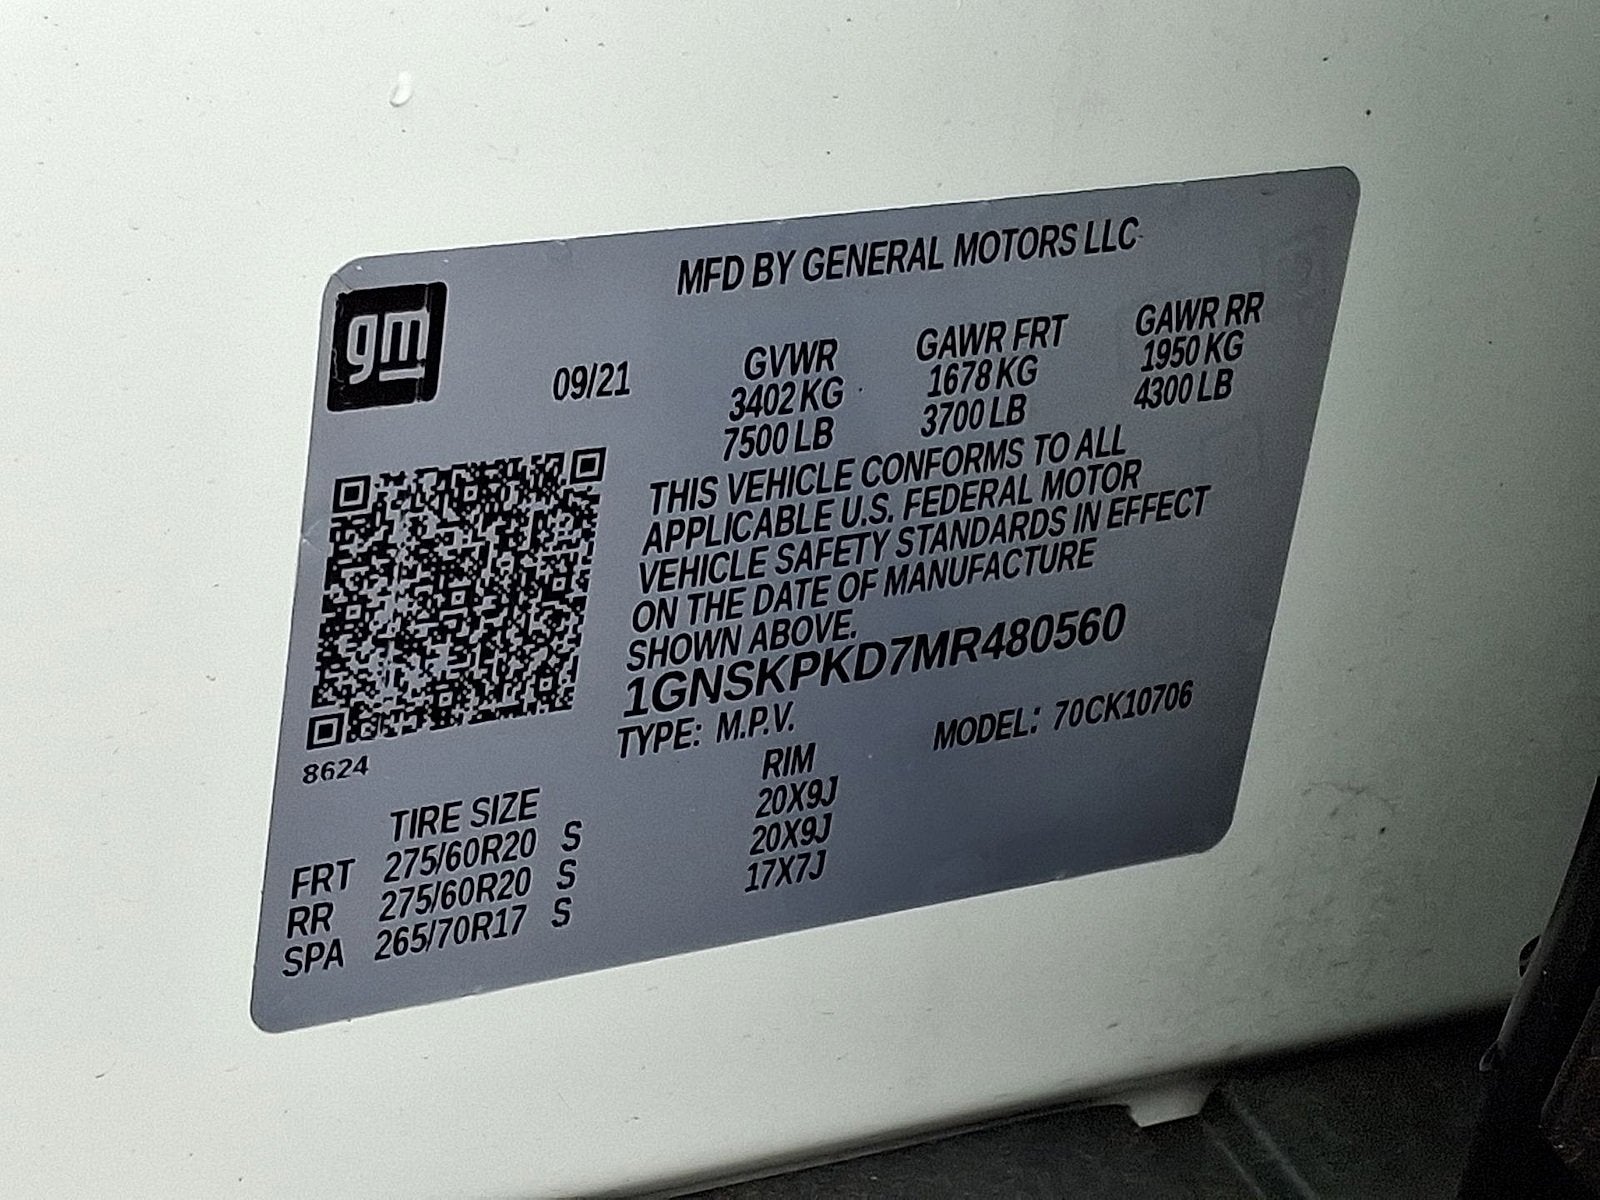 MFD BY GENERAL MOTORS LLC
gm
09/21
GVWR GAWR FRT GAWR RR
3402 KG 1678 KG 1950 KG
7500 LB 3700 LB 4300 LB
THIS VEHICLE CONFORMS TO ALL
APPLICABLE U.S. FEDERAL MOTOR
VEHICLE SAFETY STANDARDS IN EFFECT
ON THE DATE OF MANUFACTURE
SHOWN ABOVE.
1GNSKPKD7MR480560
TYPE: M.P.V. MODEL: 70CK10706
8624
TIRE SIZE RIM
FRT 275/60R20 S 20X9J
RR 275/60R20 S 20X9J
SPA 265/70R17 S 17X7J